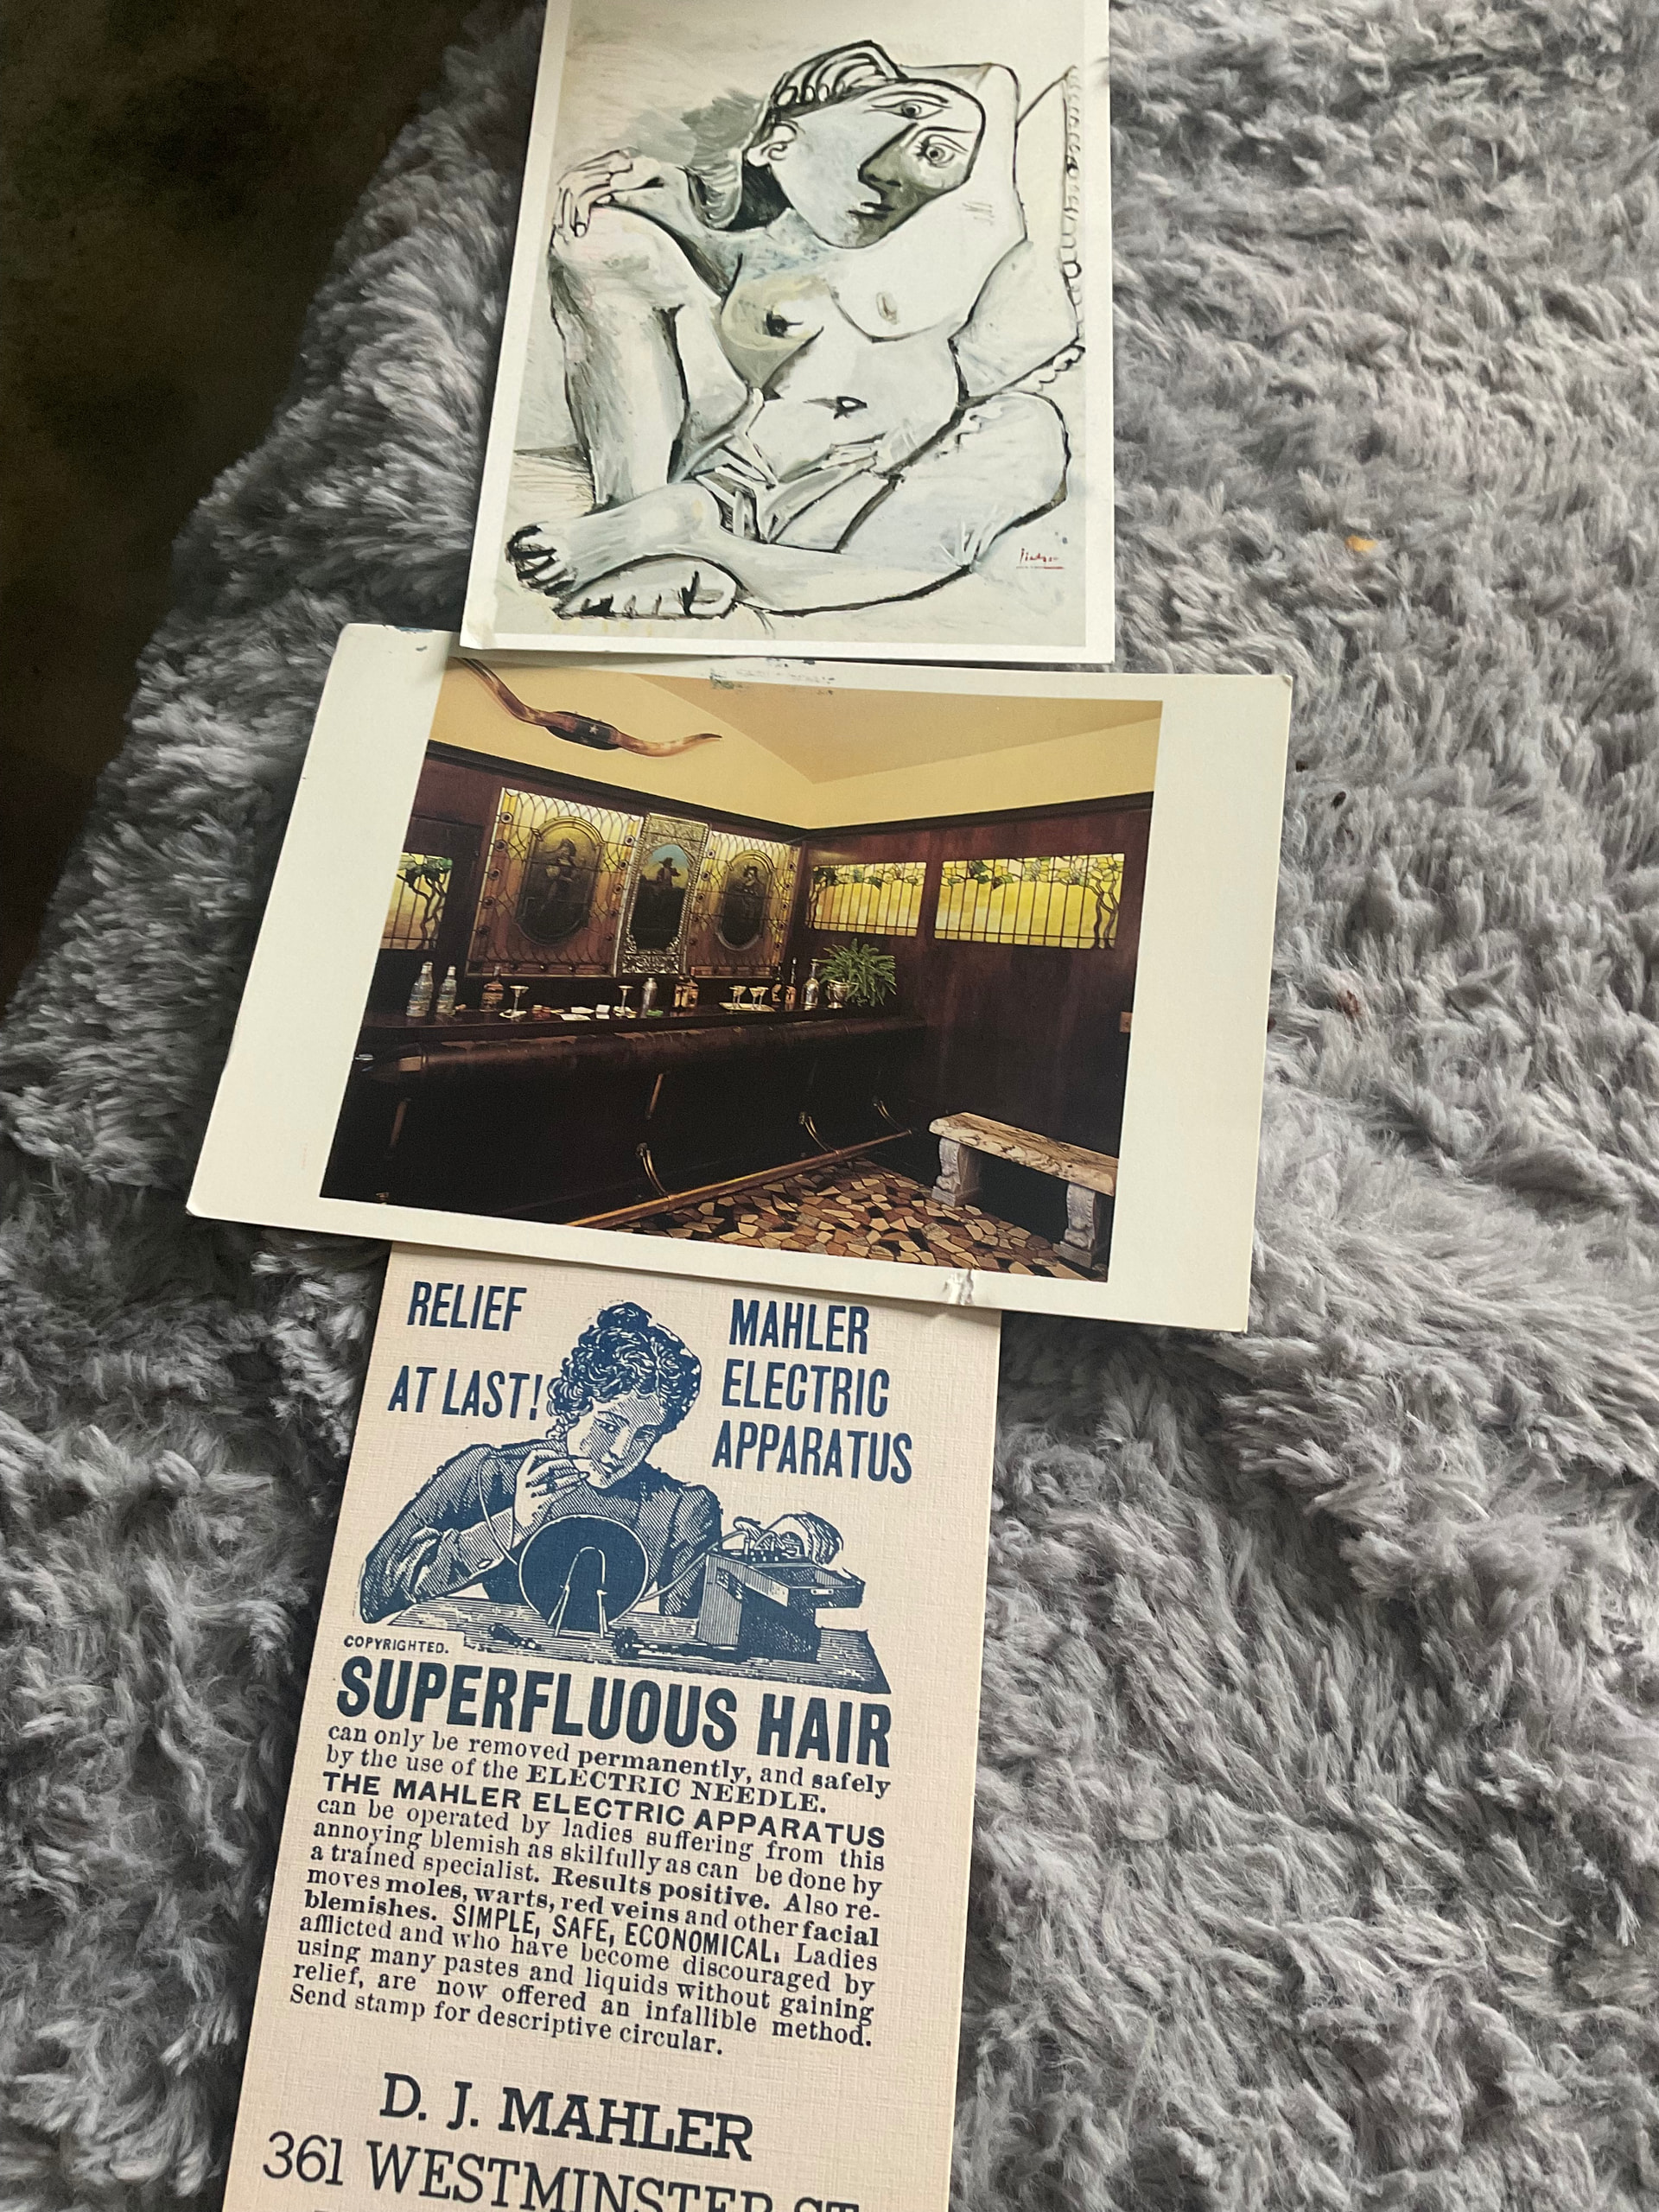 Picasso
RELIEF
AT LAST!
MAHLER
ELECTRIC
APPARATUS
COPYRIGHTED.
SUPERFLUOUS HAIR
can only be removed permanently, and safely
by the use of the ELECTRIC NEEDLE.
THE MAHLER ELECTRIC APPARATUS
can be operated by ladies suffering from this
annoying blemish as skilfully as can be done by
a trained specialist. Results positive. Also re-
moves moles, warts, red veins and other facial
blemishes. SIMPLE, SAFE, ECONOMICAL. Ladies
afflicted and who have become discouraged by
using many pastes and liquids without gaining
relief, are now offered an infallible method.
Send stamp for descriptive circular.
D. J. MAHLER
361 WESTMINSTER ST